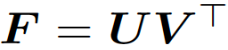 F = UV⊤